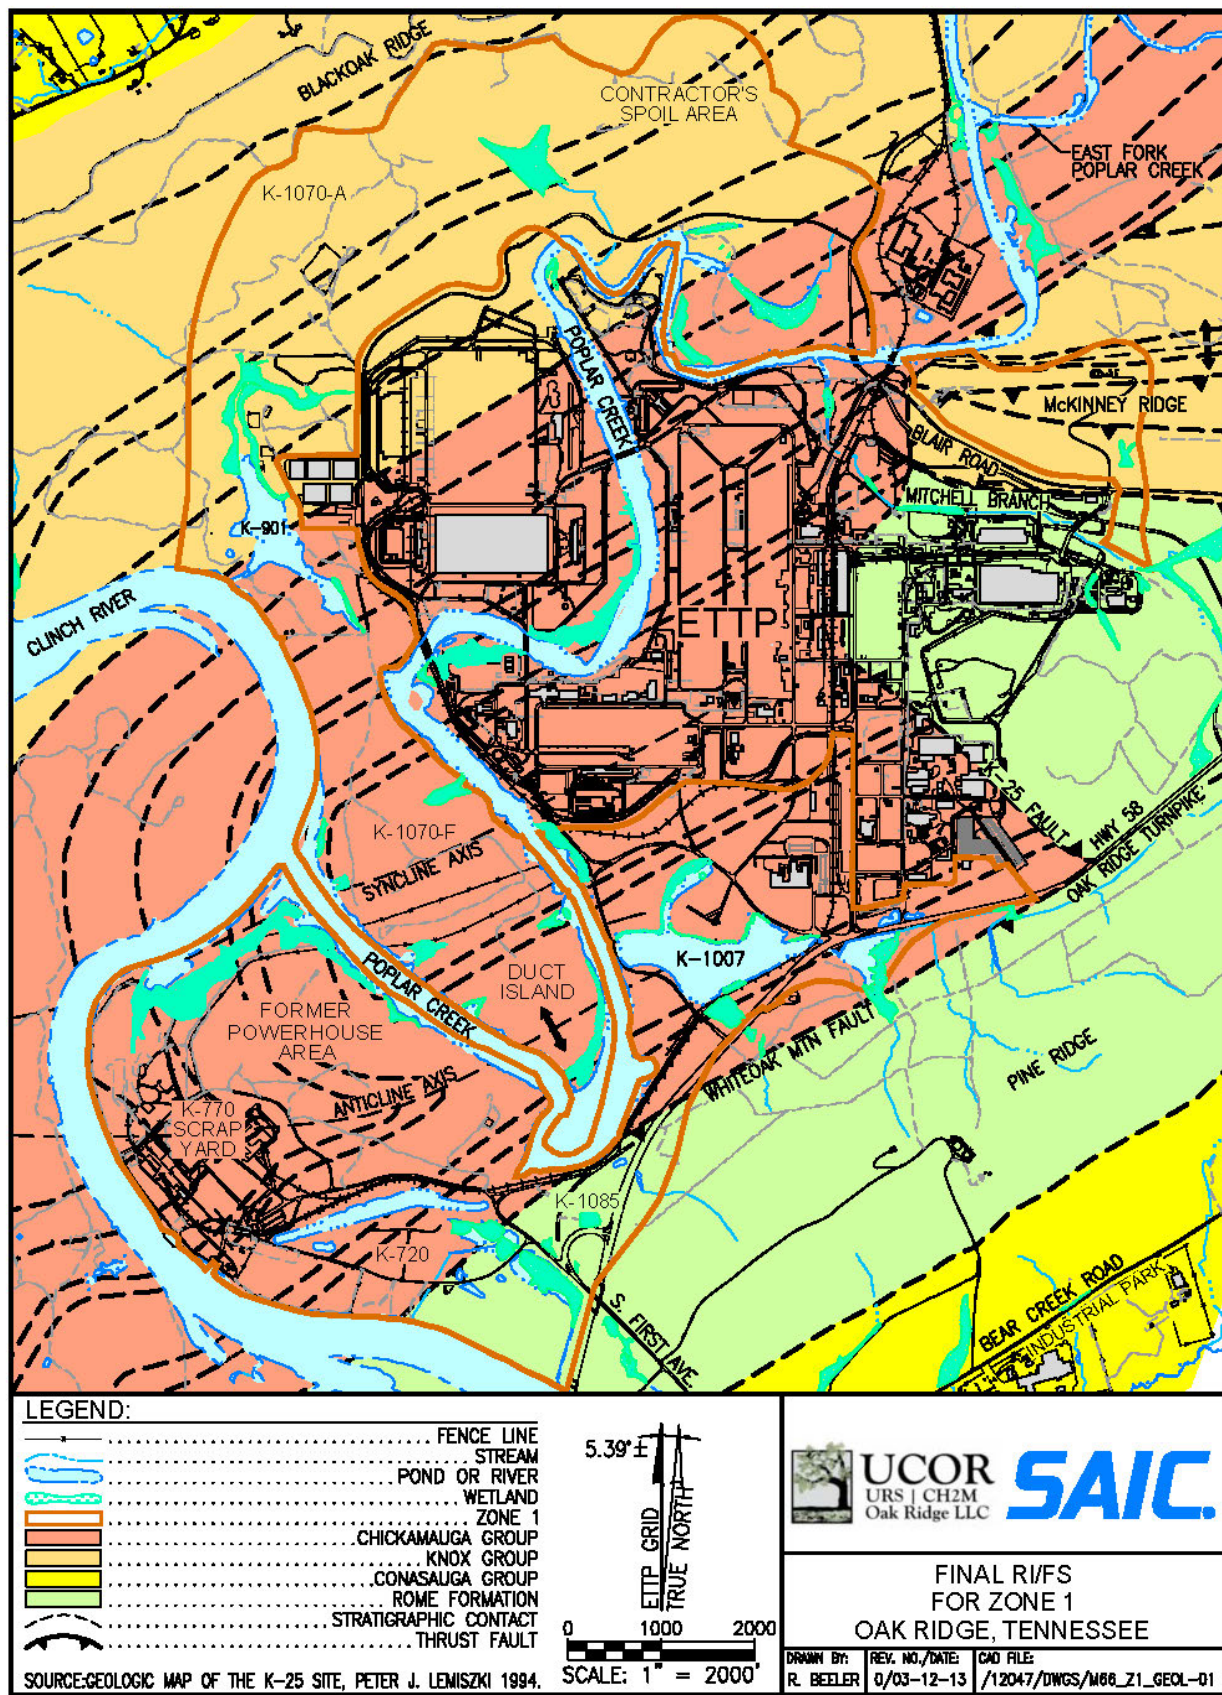 BLACKOAK RIDGE
CONTRACTOR'S
SPOIL AREA
EAST FORK
POPLAR CREEK
K-1070-A
POPLAR CREEK
McKINNEY RIDGE
BLAIR ROAD
MITCHELL BRANCH
K-901
CLINCH RIVER
ETTP
K-25 FAULT
HWY 58
OAK RIDGE TURNPIKE
K-1070-F
SYNCLINE AXIS
K-1007
DUCT
ISLAND
POPLAR CREEK
FORMER
POWERHOUSE
AREA
WHITEOAK MTN FAULT
PINE RIDGE
ANTICLINE AXIS
K-770
SCRAP
YARD
K-1085
K-720
S. FIRST AVE.
BEAR CREEK ROAD
INDUSTRIAL PARK
LEGEND:
FENCE LINE
STREAM
POND OR RIVER
WETLAND
ZONE 1
CHICKAMAUGA GROUP
KNOX GROUP
CONASAUGA GROUP
ROME FORMATION
STRATIGRAPHIC CONTACT
THRUST FAULT
SOURCE:GEOLOGIC MAP OF THE K-25 SITE, PETER J. LEMISZKI 1994.
5.39°±
ETTP GRID
TRUE NORTH
0 1000 2000
SCALE: 1" = 2000'
UCOR
URS | CH2M
Oak Ridge LLC
SAIC.
FINAL RI/FS
FOR ZONE 1
OAK RIDGE, TENNESSEE
DRAWN BY:
R. BEELER
REV. NO./DATE:
0/03-12-13
CAD FILE:
/12047/DWGS/M66_Z1_GEOL-01